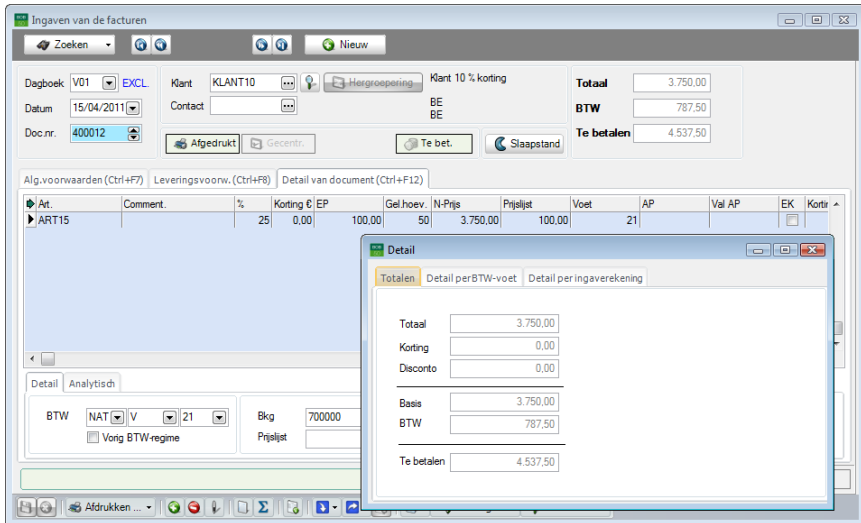 Ingaven van de facturen
Zoeken Nieuw
Dagboek V01 EXCL. Klant KLANT10 Hergroepering Klant 10 % korting Totaal 3.750,00
Datum 15/04/2011 Contact BE BTW 787,50
BE
Doc.nr. 400012 Afgedrukt Gecentr. Te bet. Slaapstand Te betalen 4.537,50
Alg.voorwaarden (Ctrl+F7) Leveringsvoorw. (Ctrl+F8) Detail van document (Ctrl+F12)
Art. Comment. % Korting € EP Gel.hoev. N-Prijs Prijslijst Voet AP Val AP EK Kortir
ART15 25 0,00 100,00 50 3.750,00 100,00 21
Detail
Totalen Detail perBTW-voet Detail per ingaverekening
Totaal 3.750,00
Korting 0,00
Disconto 0,00
Basis 3.750,00
BTW 787,50
Te betalen 4.537,50
Detail Analytisch
BTW NAT V 21 Bkg 700000
Vorig BTW-regime Prijslijst
Afdrukken ...